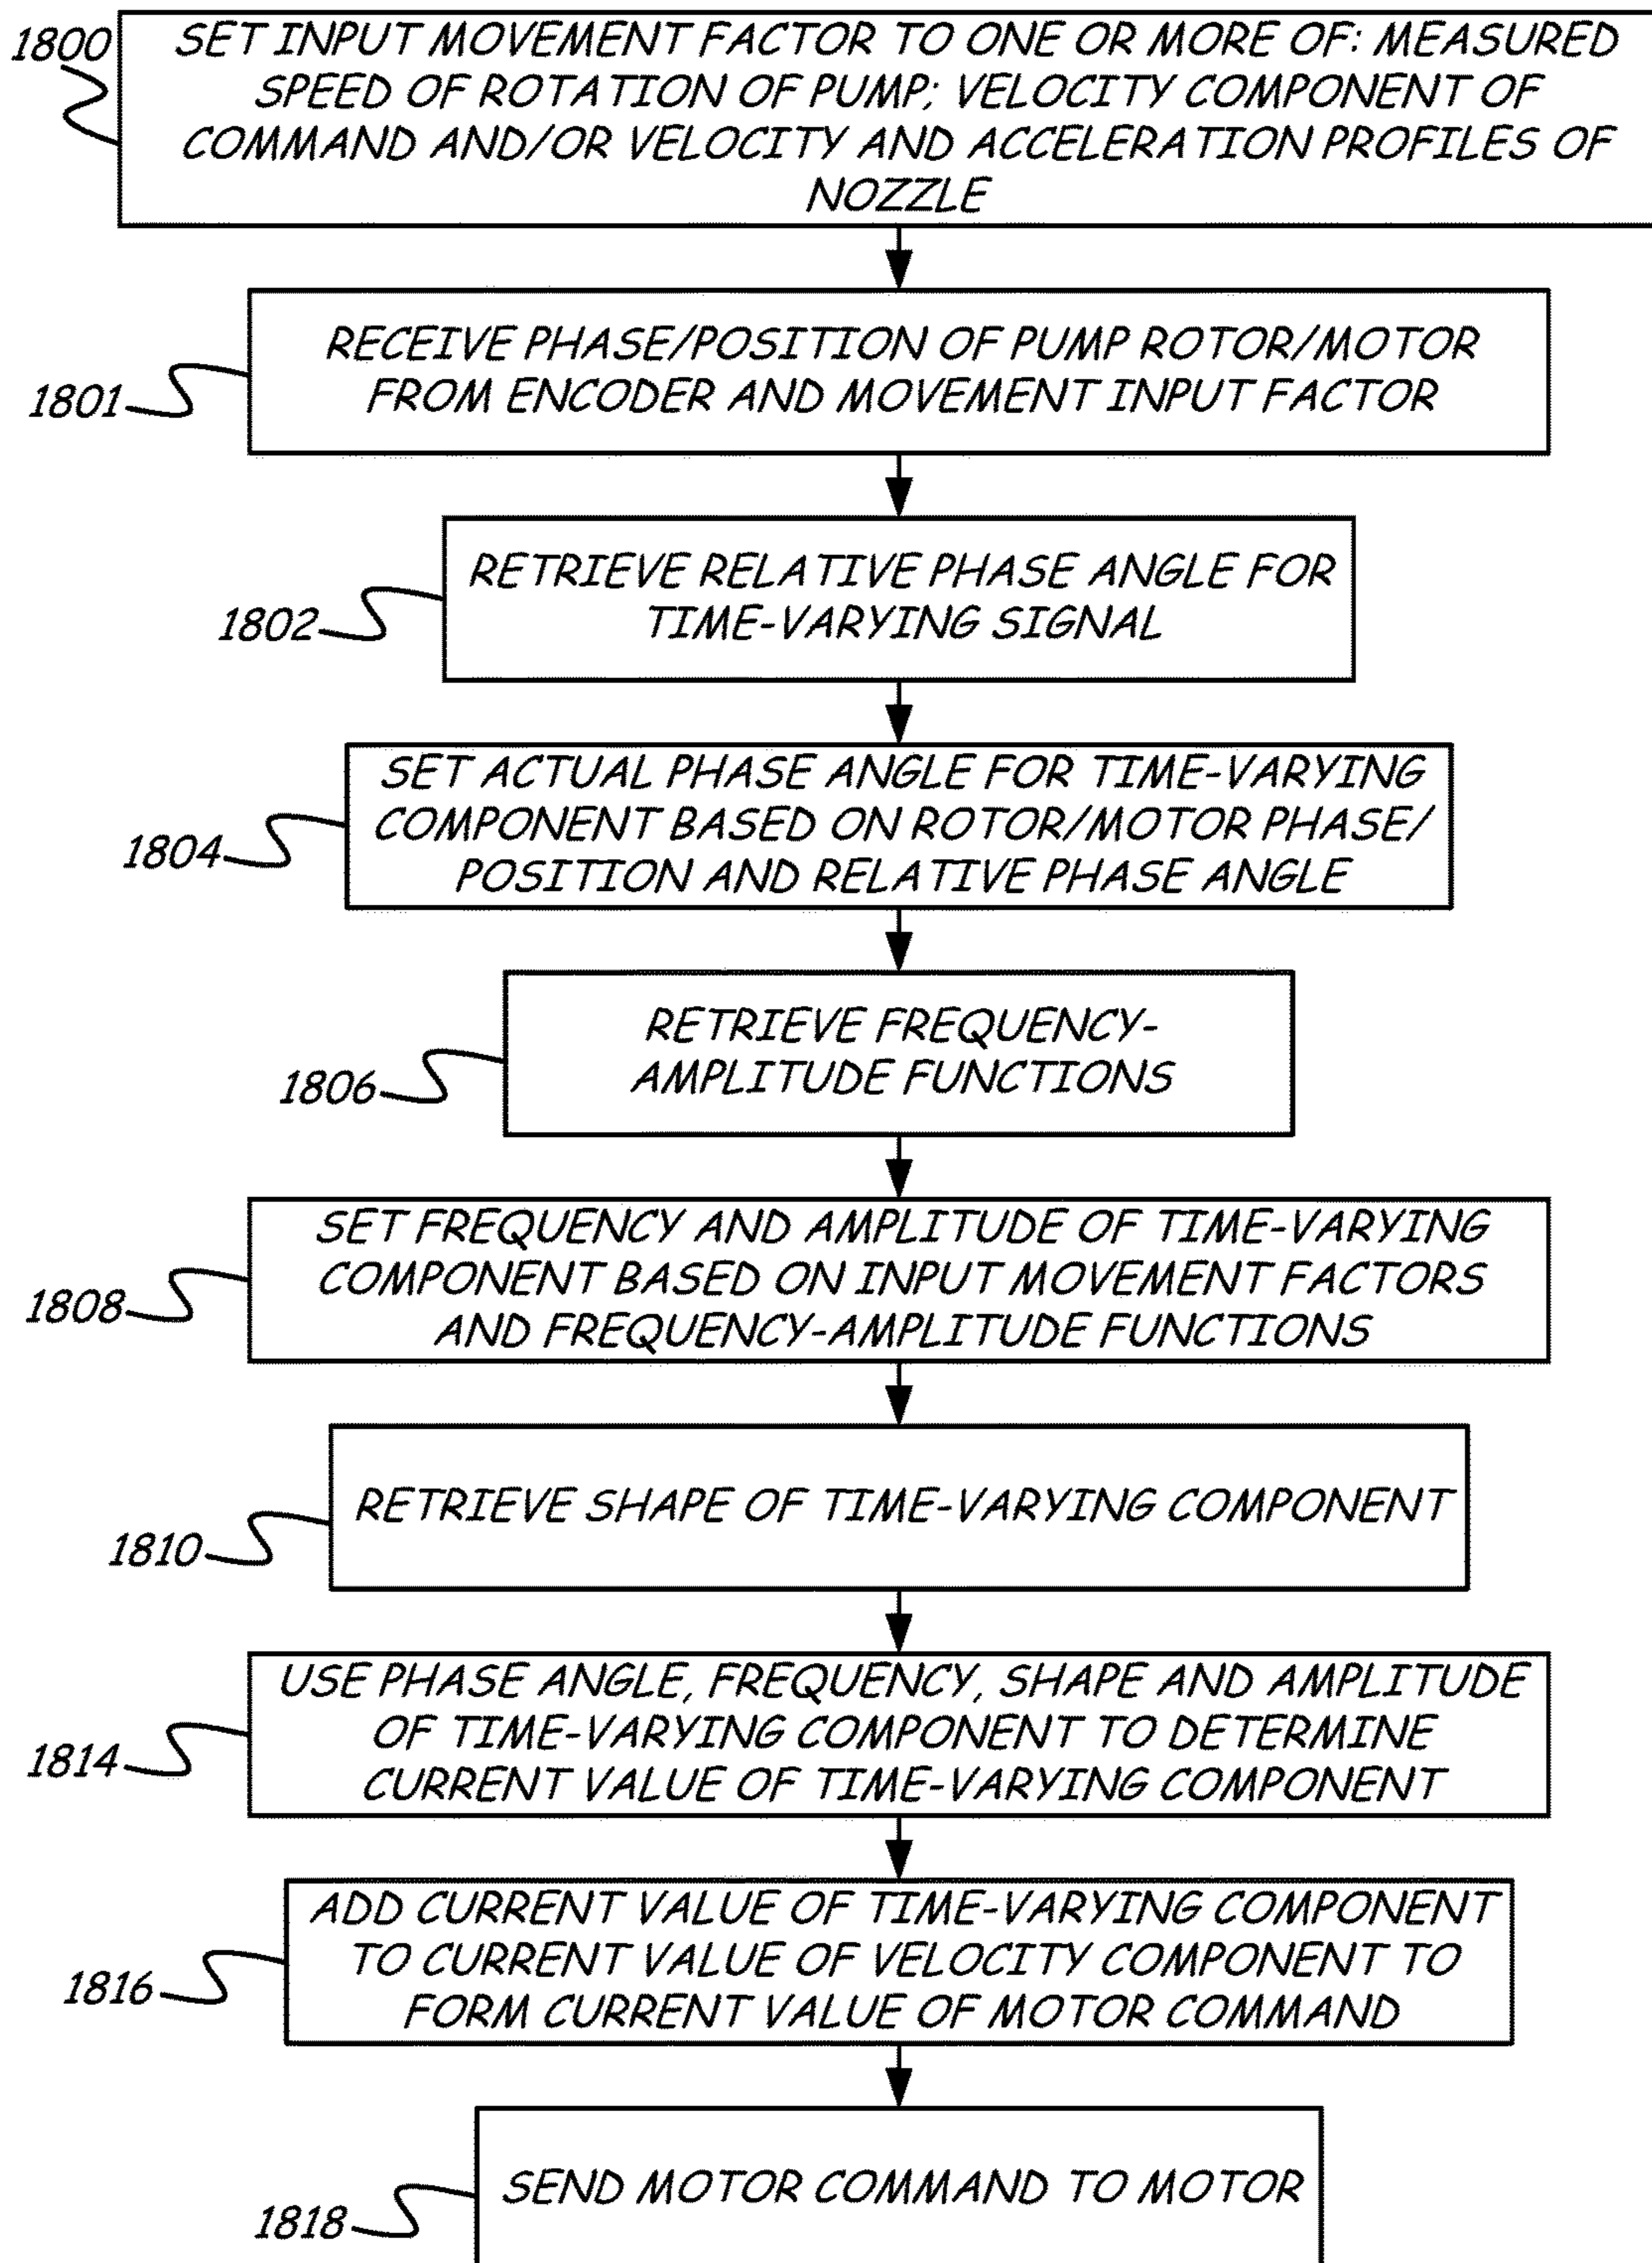 1800
SET INPUT MOVEMENT FACTOR TO ONE OR MORE OF: MEASURED
SPEED OF ROTATION OF PUMP; VELOCITY COMPONENT OF
COMMAND AND/OR VELOCITY AND ACCELERATION PROFILES OF
NOZZLE
1801
RECEIVE PHASE/POSITION OF PUMP ROTOR/MOTOR
FROM ENCODER AND MOVEMENT INPUT FACTOR
1802
RETRIEVE RELATIVE PHASE ANGLE FOR
TIME-VARYING SIGNAL
1804
SET ACTUAL PHASE ANGLE FOR TIME-VARYING
COMPONENT BASED ON ROTOR/MOTOR PHASE/
POSITION AND RELATIVE PHASE ANGLE
1806
RETRIEVE FREQUENCY-
AMPLITUDE FUNCTIONS
1808
SET FREQUENCY AND AMPLITUDE OF TIME-VARYING
COMPONENT BASED ON INPUT MOVEMENT FACTORS
AND FREQUENCY-AMPLITUDE FUNCTIONS
1810
RETRIEVE SHAPE OF TIME-VARYING COMPONENT
1814
USE PHASE ANGLE, FREQUENCY, SHAPE AND AMPLITUDE
OF TIME-VARYING COMPONENT TO DETERMINE
CURRENT VALUE OF TIME-VARYING COMPONENT
1816
ADD CURRENT VALUE OF TIME-VARYING COMPONENT
TO CURRENT VALUE OF VELOCITY COMPONENT TO
FORM CURRENT VALUE OF MOTOR COMMAND
1818
SEND MOTOR COMMAND TO MOTOR